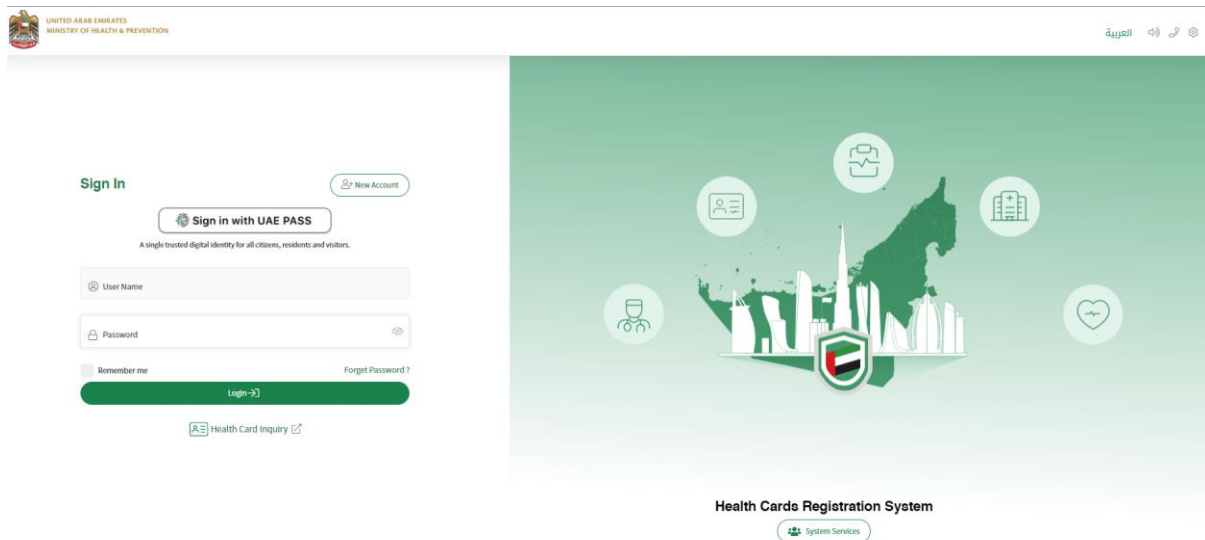 UNITED ARAB EMIRATES
MINISTRY OF HEALTH & PREVENTION
العربية
Sign In
New Account
Sign in with UAE PASS
A single trusted digital identity for all citizens, residents and visitors.
User Name
Password
Remember me
Forget Password ?
Login
Health Card Inquiry
Health Cards Registration System
System Services